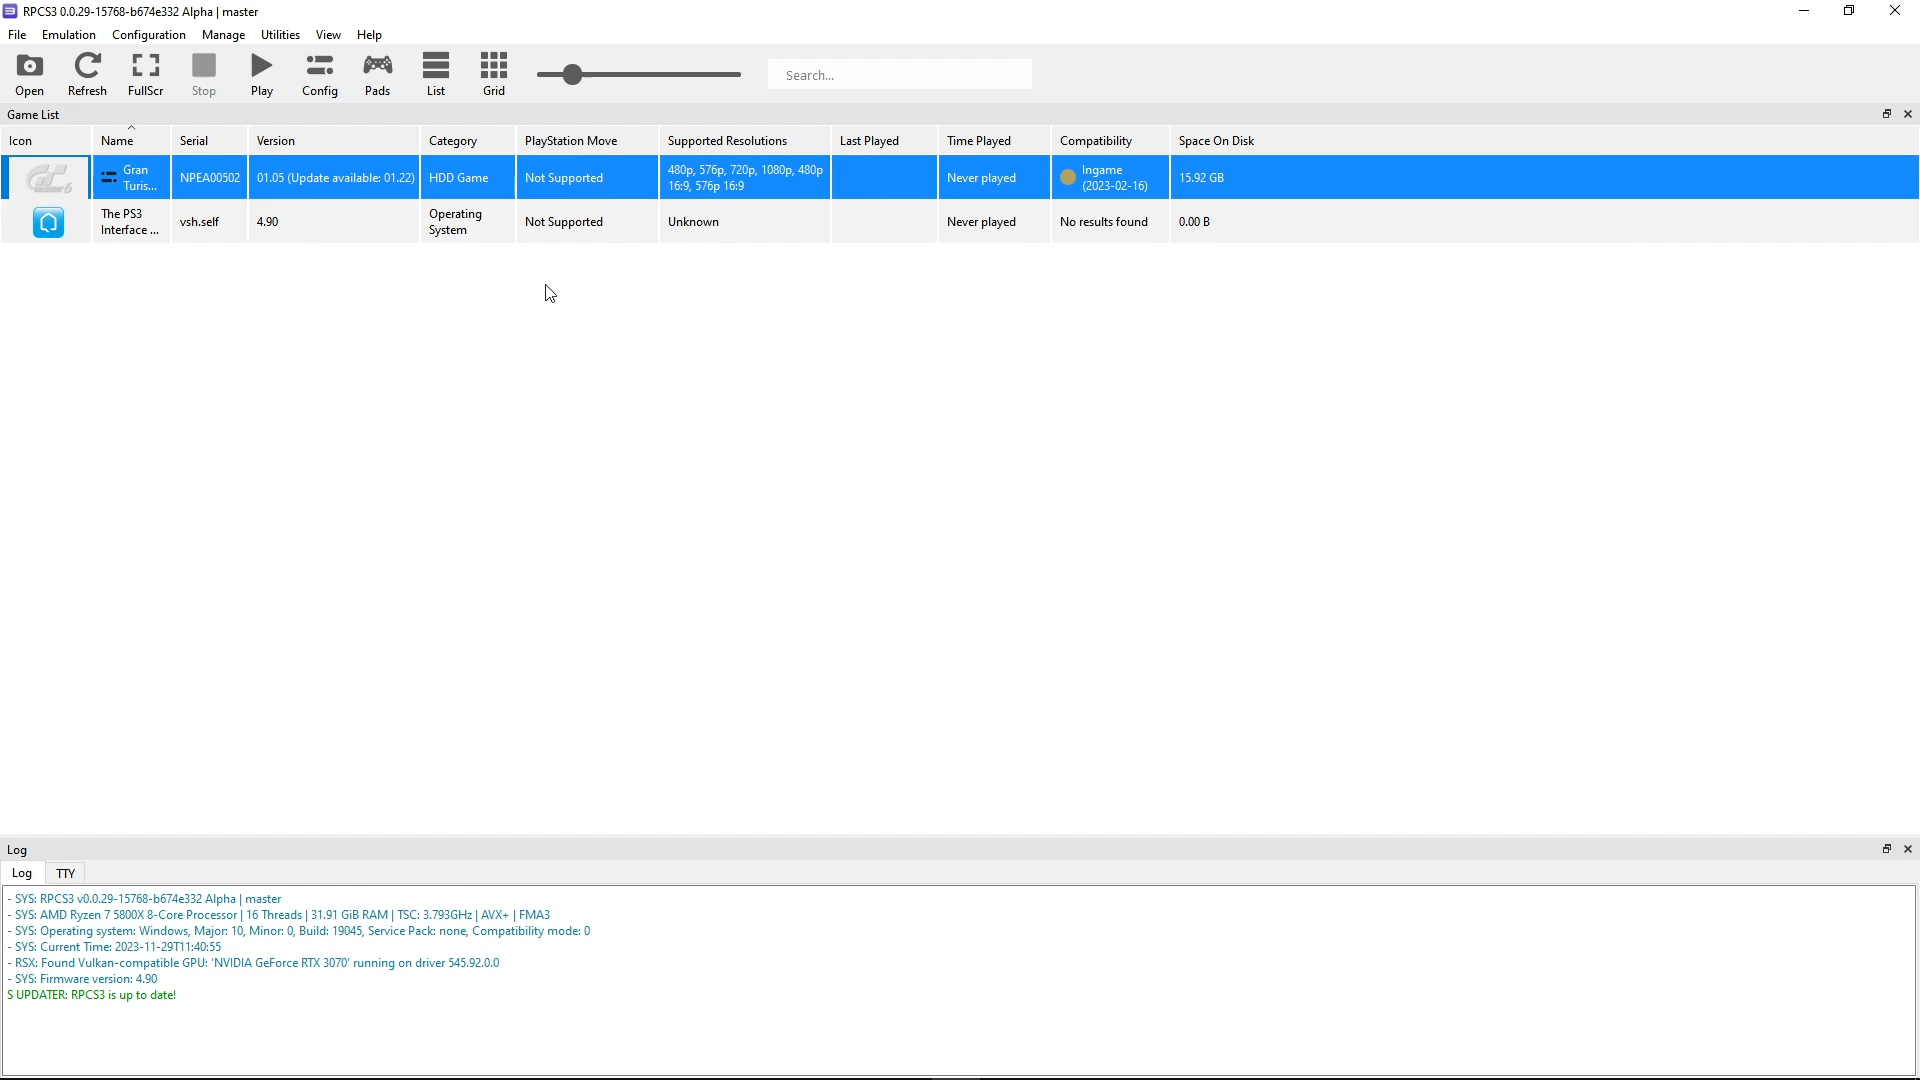 RPCS3 0.0.29-15768-b674e332 Alpha | master
File Emulation Configuration Manage Utilities View Help
Open Refresh FullScr Stop Play Config Pads List Grid Search...
Game List
Icon Name Serial Version Category PlayStation Move Supported Resolutions Last Played Time Played Compatibility Space On Disk
Gran Turis... NPEA00502 01.05 (Update available: 01.22) HDD Game Not Supported 480p, 576p, 720p, 1080p, 480p 16:9, 576p 16:9 Never played Ingame (2023-02-16) 15.92 GB
The PS3 Interface ... vsh.self 4.90 Operating System Not Supported Unknown Never played No results found 0.00 B
Log
Log TTY
- SYS: RPCS3 v0.0.29-15768-b674e332 Alpha | master
- SYS: AMD Ryzen 7 5800X 8-Core Processor | 16 Threads | 31.91 GiB RAM | TSC: 3.793GHz | AVX+ | FMA3
- SYS: Operating system: Windows, Major: 10, Minor: 0, Build: 19045, Service Pack: none, Compatibility mode: 0
- SYS: Current Time: 2023-11-29T11:40:55
- RSX: Found Vulkan-compatible GPU: 'NVIDIA GeForce RTX 3070' running on driver 545.92.0.0
- SYS: Firmware version: 4.90
S UPDATER: RPCS3 is up to date!